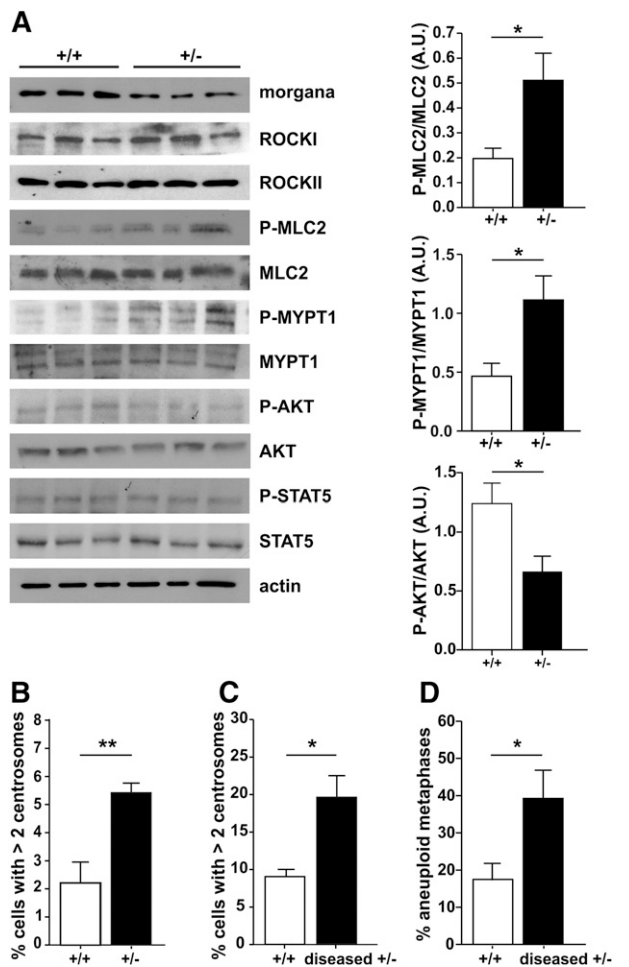 A
+/+ +/-
morgana
ROCKI
ROCKII
P-MLC2
MLC2
P-MYPT1
MYPT1
P-AKT
AKT
P-STAT5
STAT5
actin
P-MLC2/MLC2 (A.U.)
0.7
0.6
0.5
0.4
0.3
0.2
0.1
0.0
*
+/+ +/-
P-MYPT1/MYPT1 (A.U.)
1.5
1.0
0.5
0.0
*
+/+ +/-
P-AKT/AKT (A.U.)
1.5
1.0
0.5
0.0
*
+/+ +/-
B
% cells with > 2 centrosomes
8
7
6
5
4
3
2
1
0
**
+/+ +/-
C
% cells with > 2 centrosomes
30
25
20
15
10
5
0
*
+/+ diseased +/-
D
% aneuploid metaphases
60
50
40
30
20
10
0
*
+/+ diseased +/-